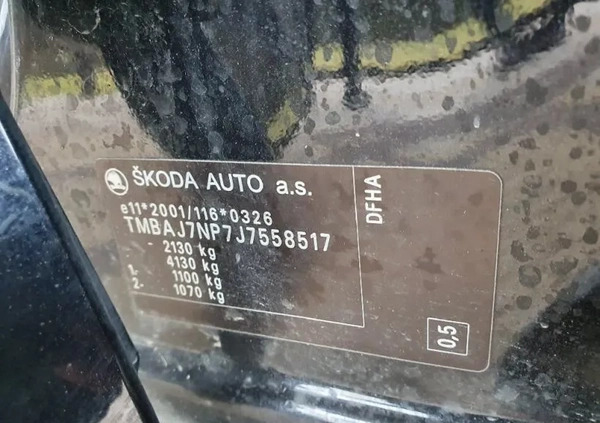 ŠKODA AUTO a.s.
e11*2001/116*0326
TMBAJ7NP7J7558517
- 2130 kg
4130 kg
1- 1100 kg
2- 1070 kg
DFHA
0,5